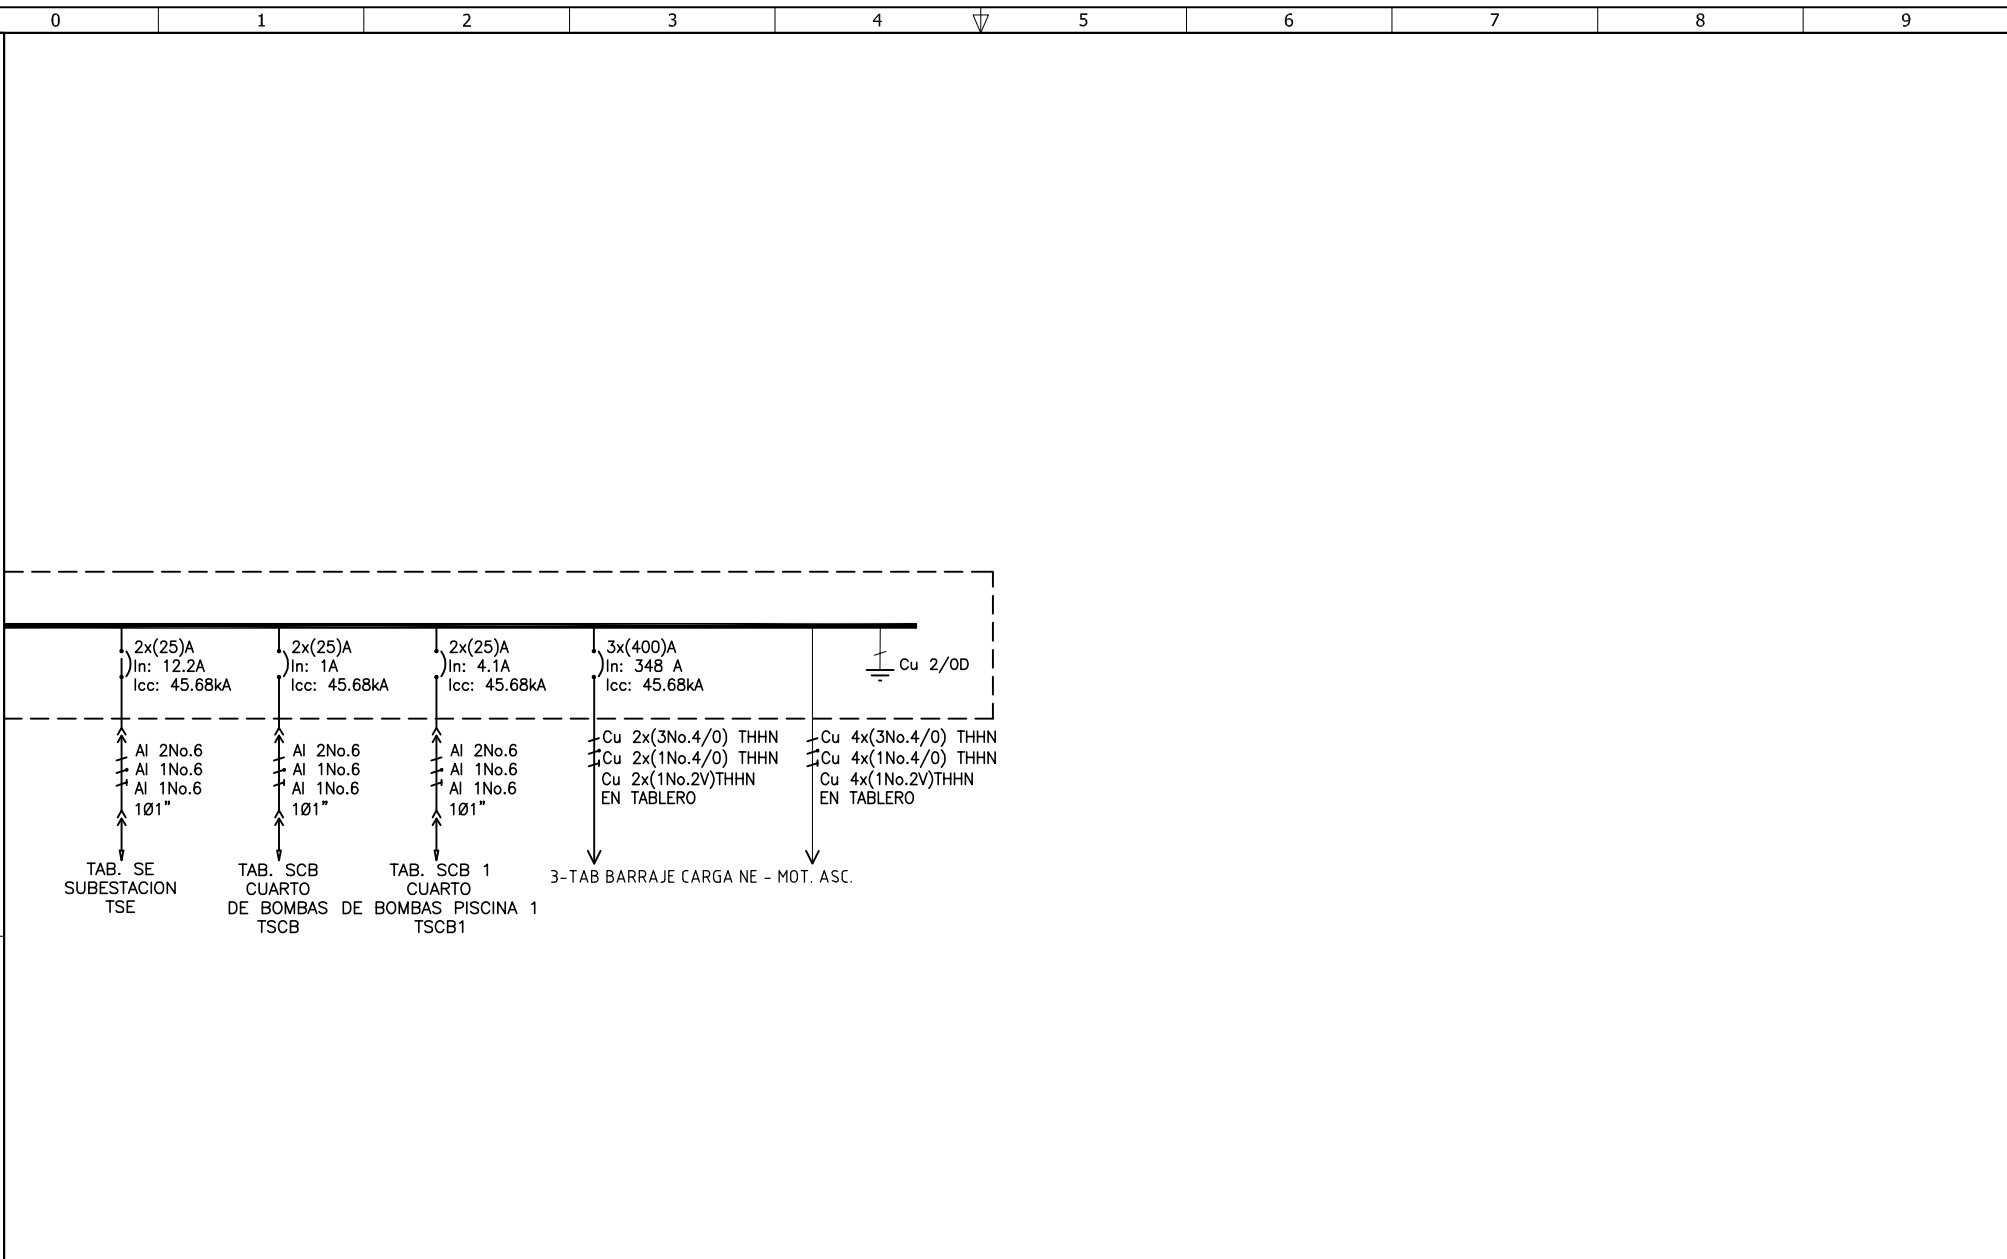 0 1 2 3 4 5 6 7 8 9
2x(25)A
In: 12.2A
Icc: 45.68kA
2x(25)A
In: 1A
Icc: 45.68kA
2x(25)A
In: 4.1A
Icc: 45.68kA
3x(400)A
In: 348 A
Icc: 45.68kA
Cu 2/0D
Al 2No.6
Al 1No.6
Al 1No.6
1Ø1"
Al 2No.6
Al 1No.6
Al 1No.6
1Ø1"
Al 2No.6
Al 1No.6
Al 1No.6
1Ø1"
Cu 2x(3No.4/0) THHN
Cu 2x(1No.4/0) THHN
Cu 2x(1No.2V)THHN
EN TABLERO
Cu 4x(3No.4/0) THHN
Cu 4x(1No.4/0) THHN
Cu 4x(1No.2V)THHN
EN TABLERO
TAB. SE
SUBESTACION
TSE
TAB. SCB
CUARTO
DE BOMBAS
TSCB
TAB. SCB 1
CUARTO
DE BOMBAS PISCINA 1
TSCB1
3-TAB BARRAJE CARGA NE - MOT. ASC.